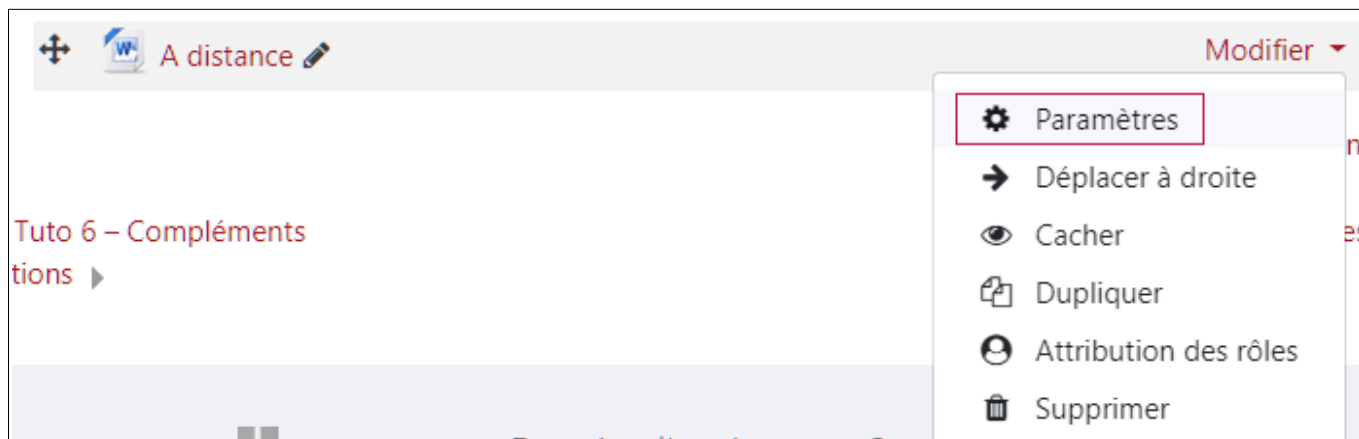 A distance
Modifier
Paramètres
Déplacer à droite
Tuto 6 – Compléments
Cacher
tions
Dupliquer
Attribution des rôles
Supprimer